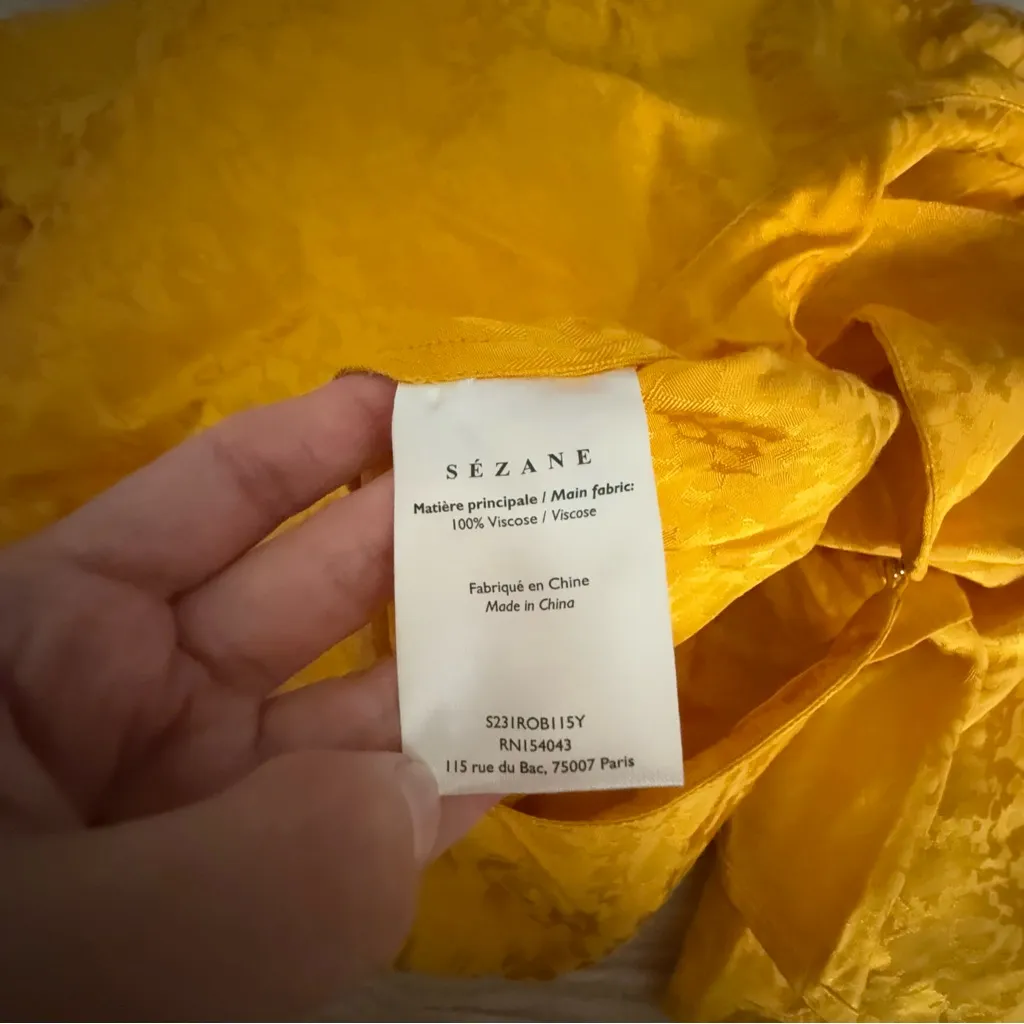 SÉZANE
Matière principale / Main fabric:
100% Viscose / Viscose
Fabriqué en Chine
Made in China
S231ROB115Y
RN154043
115 rue du Bac, 75007 Paris